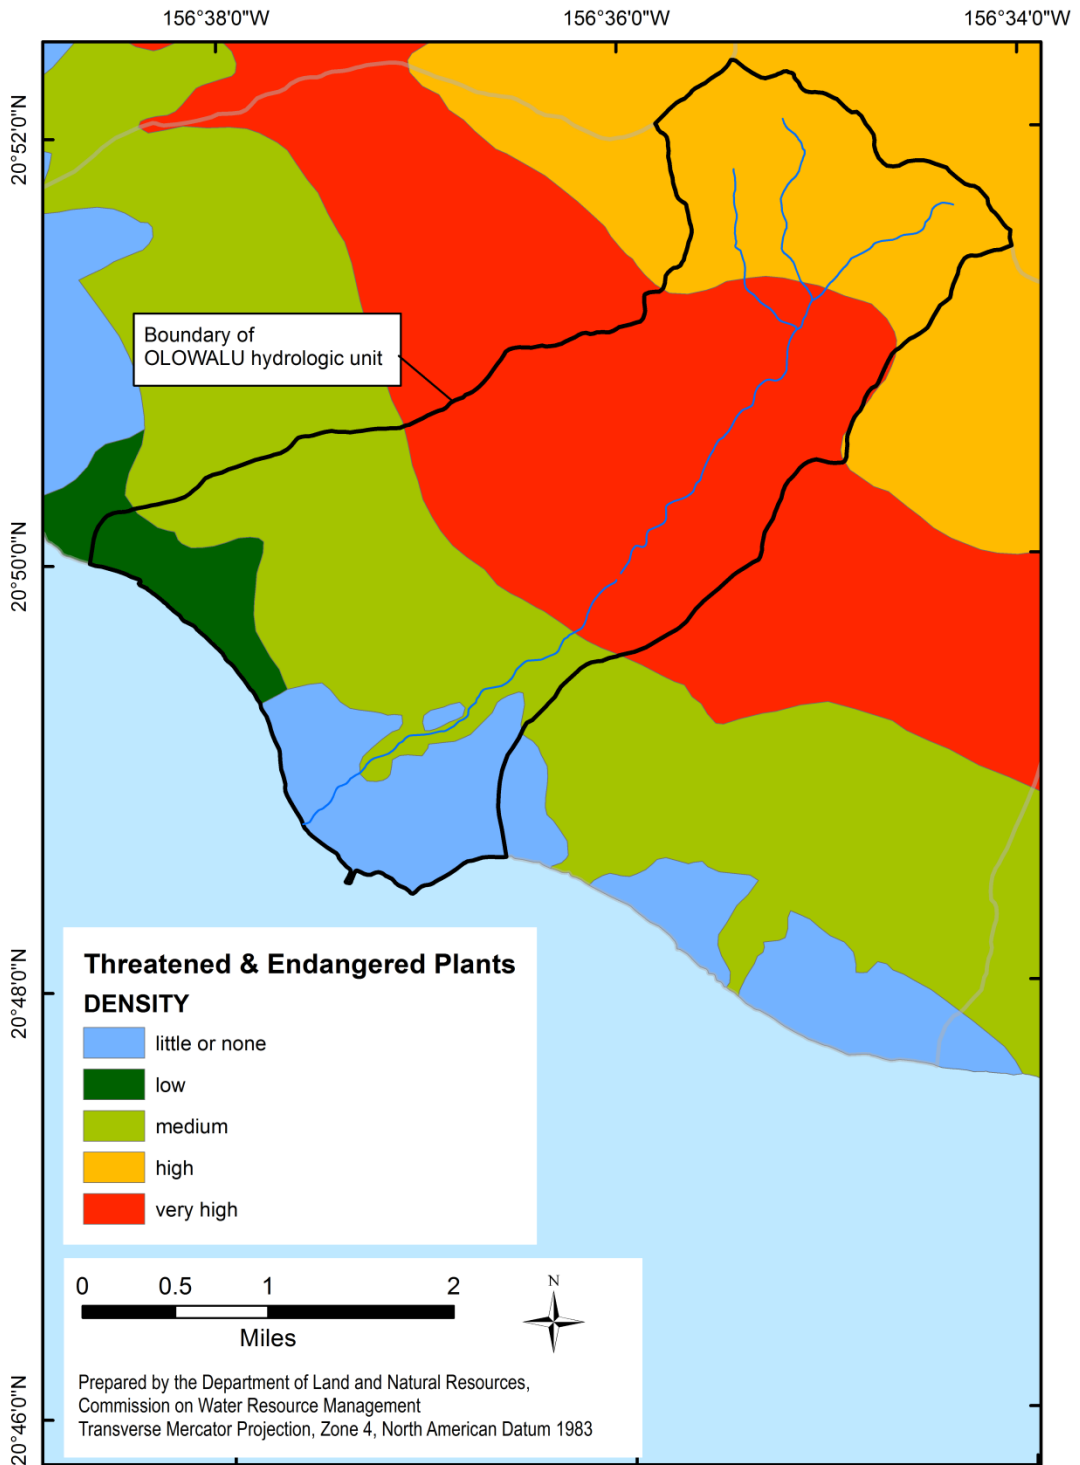 156°38'0"W
156°36'0"W
156°34'0"W
20°52'0"N
Boundary of
OLOWALU hydrologic unit
20°50'0"N
20°48'0"N
Threatened & Endangered Plants
DENSITY
little or none
low
medium
high
very high
0 0.5 1 2
Miles
N
Prepared by the Department of Land and Natural Resources,
Commission on Water Resource Management
Transverse Mercator Projection, Zone 4, North American Datum 1983
20°46'0"N